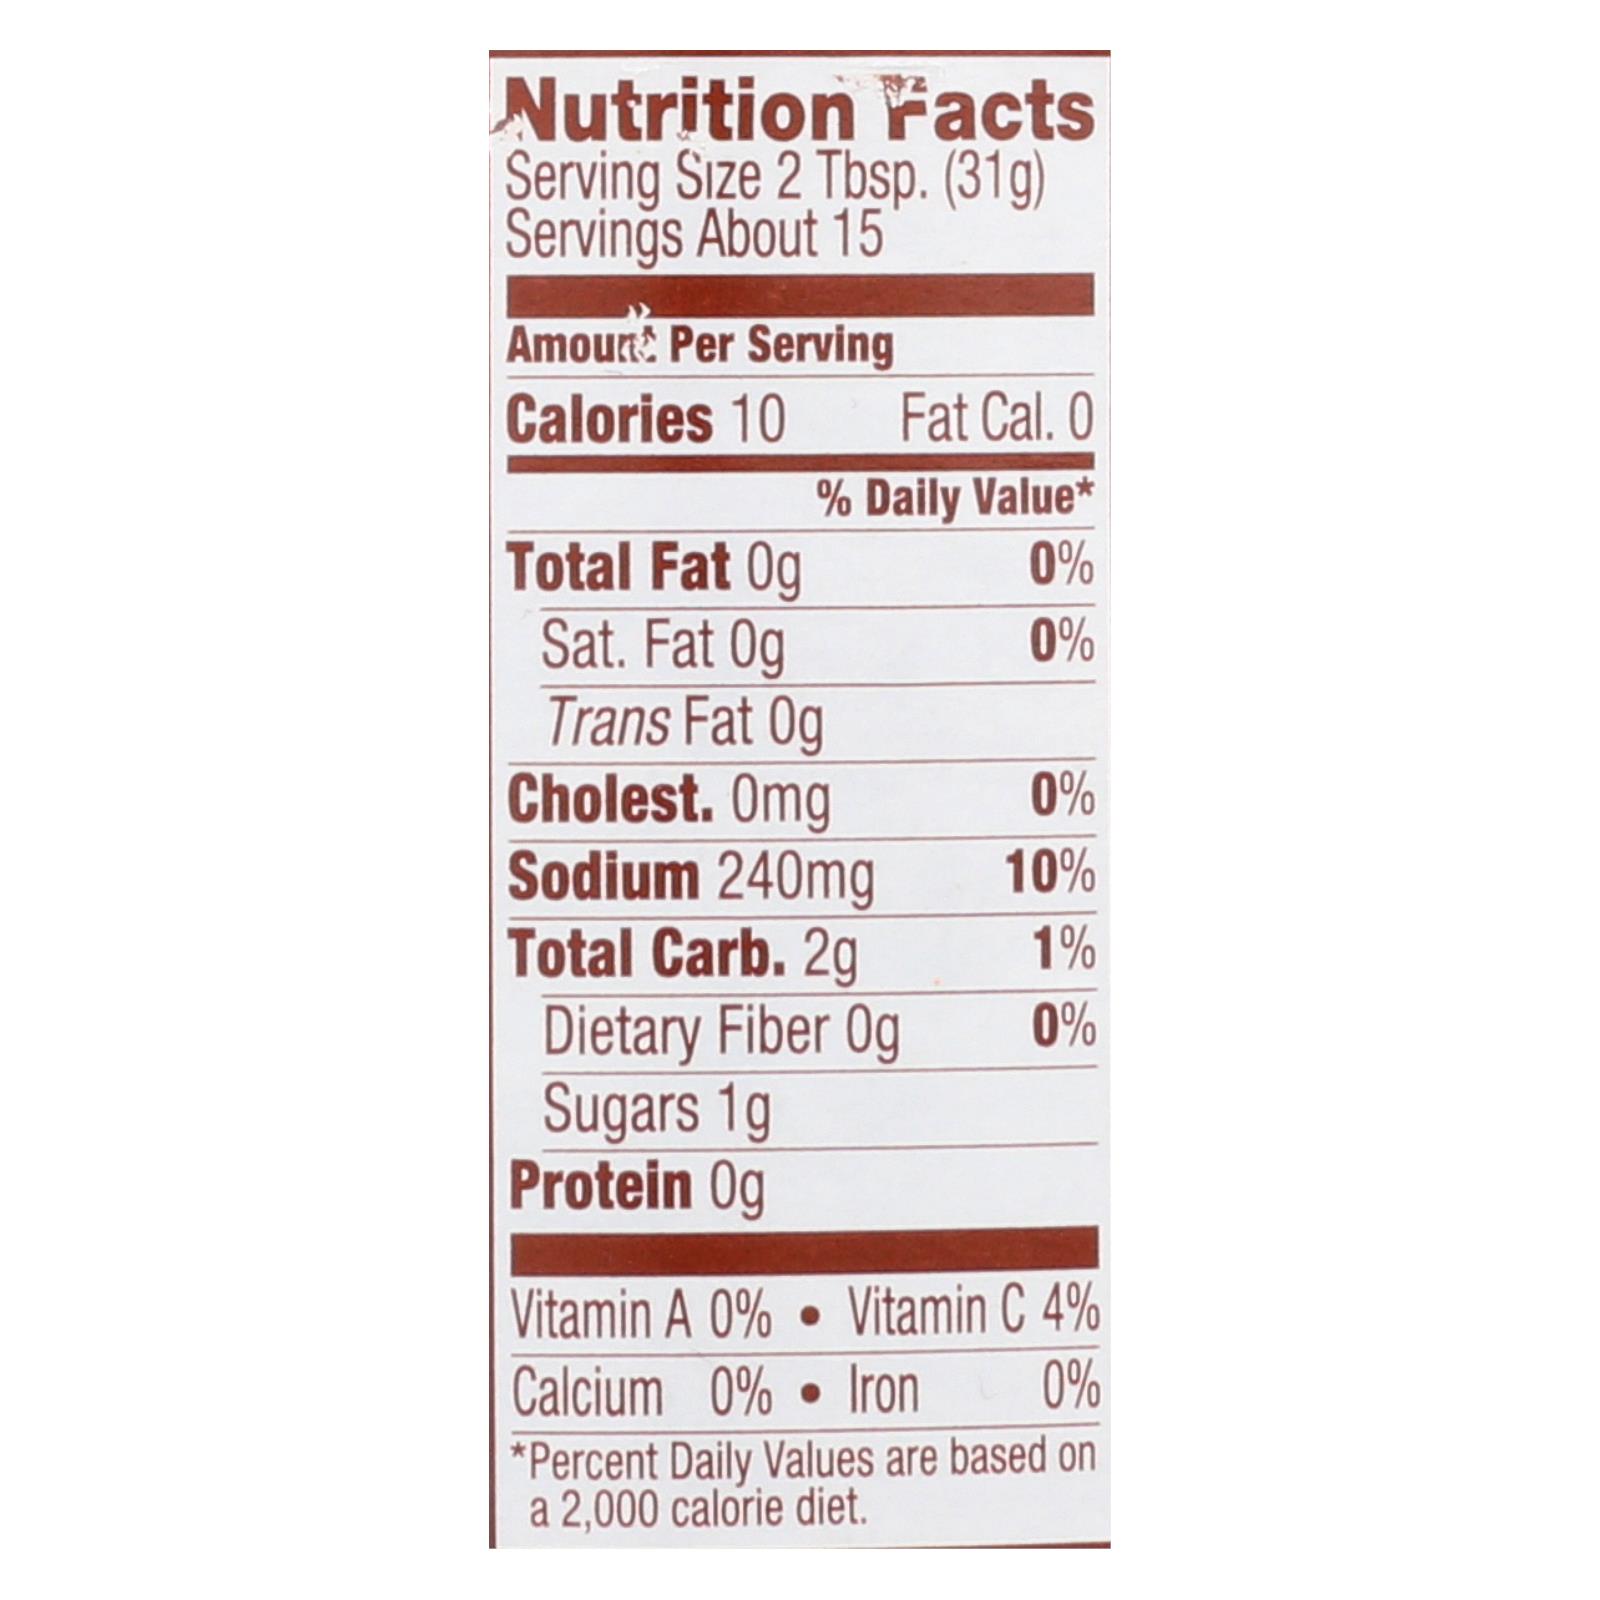 Nutrition Facts
Serving Size 2 Tbsp. (31g)
Servings About 15
Amount Per Serving
Calories 10 Fat Cal. 0
% Daily Value*
Total Fat 0g 0%
Sat. Fat 0g 0%
Trans Fat 0g
Cholest. 0mg 0%
Sodium 240mg 10%
Total Carb. 2g 1%
Dietary Fiber 0g 0%
Sugars 1g
Protein 0g
Vitamin A 0% • Vitamin C 4%
Calcium 0% • Iron 0%
*Percent Daily Values are based on
a 2,000 calorie diet.